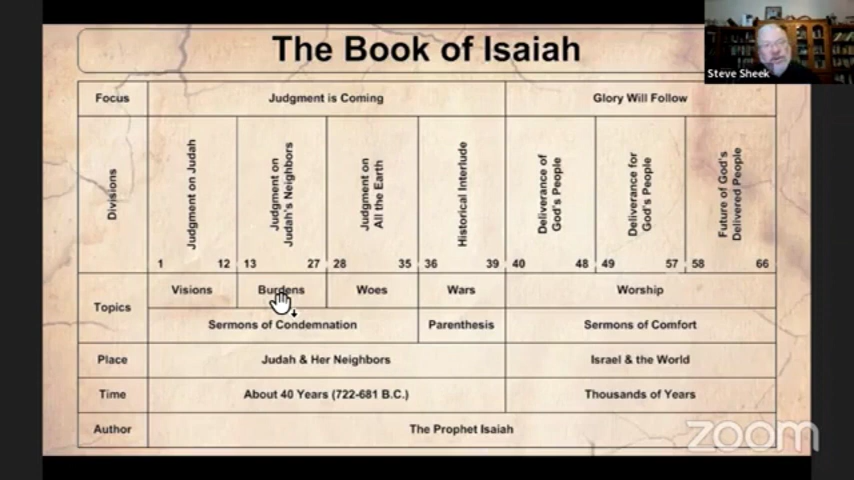 The Book of Isaiah
Steve Sheek
Focus
Judgment is Coming
Glory Will Follow
Divisions
Judgment on Judah
Judgment on
Judah's Neighbors
Judgment on
All the Earth
Historical Interlude
Deliverance of
God's People
Deliverance for
God's People
Future of God's
Delivered People
1 12 13 27 28 35 36 39 40 48 49 57 58 66
Topics
Visions
Burdens
Woes
Wars
Worship
Sermons of Condemnation
Parenthesis
Sermons of Comfort
Place
Judah & Her Neighbors
Israel & the World
Time
About 40 Years (722-681 B.C.)
Thousands of Years
Author
The Prophet Isaiah
zoom